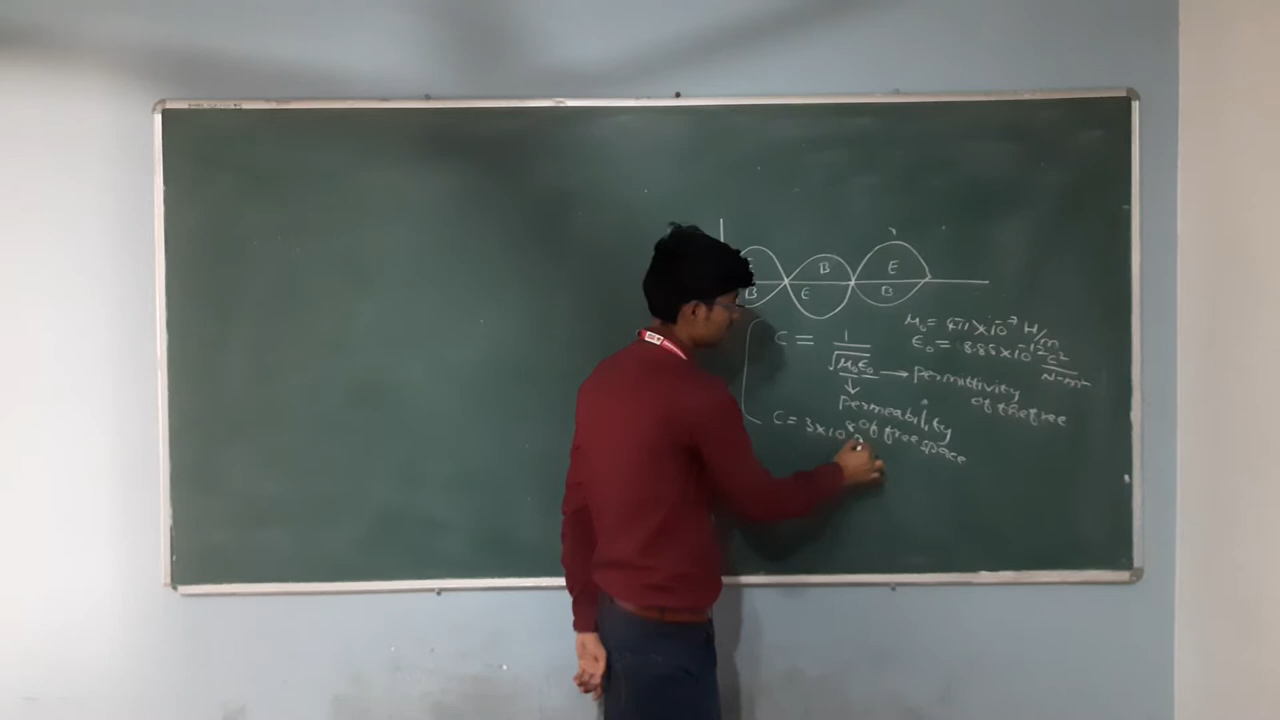 B E
B E B
C = 1/√μ₀ε₀
μ₀ = 4π×10⁻⁷ H/m
ε₀ = 8.85×10⁻¹² C²/N-m²
→ Permittivity
of the free
↓
Permeability
of free space
C = 3×10⁸